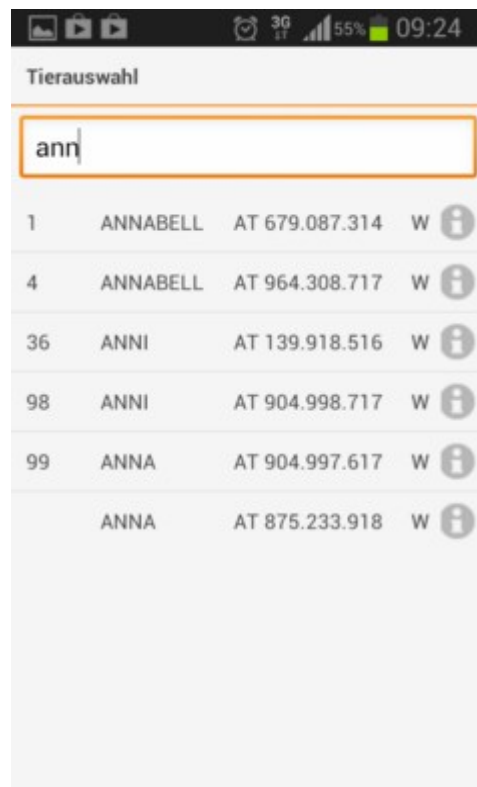 3G 55% 09:24
Tierauswahl
ann
1 ANNABELL AT 679.087.314 W
4 ANNABELL AT 964.308.717 W
36 ANNI AT 139.918.516 W
98 ANNI AT 904.998.717 W
99 ANNA AT 904.997.617 W
ANNA AT 875.233.918 W